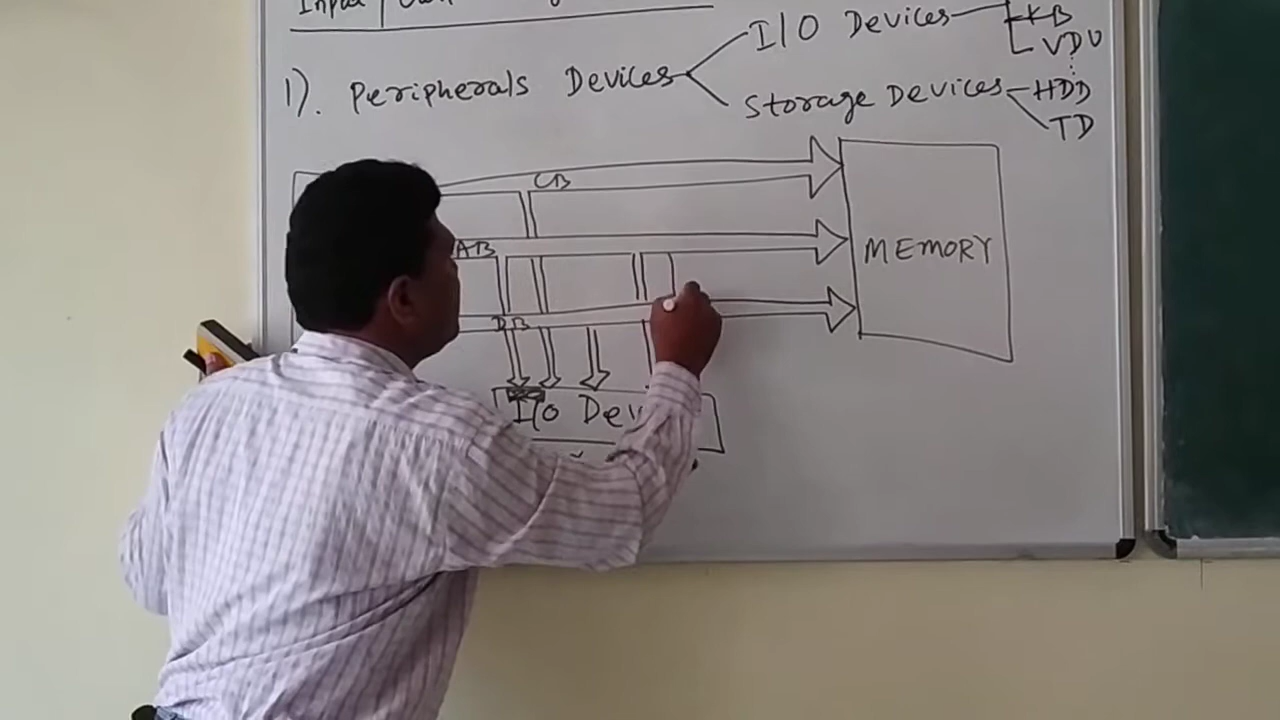 Input/
I/O Devices KB
VDU
1). Peripherals Devices
Storage Devices HDD
TD
CB
AB
MEMORY
DB
I/O Dev